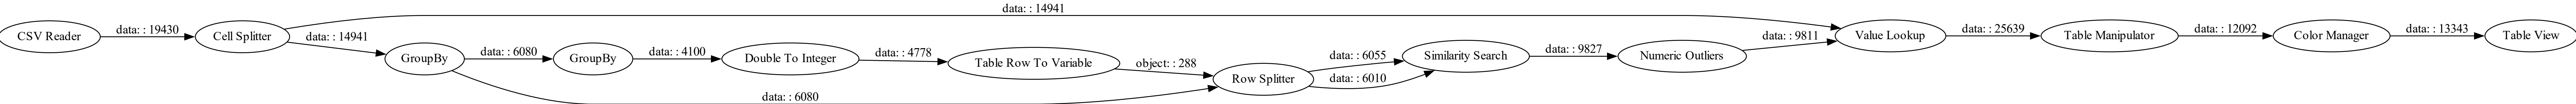 CSV Reader
data: : 19430
Cell Splitter
data: : 14941
data: : 14941
GroupBy
data: : 6080
GroupBy
data: : 4100
Double To Integer
data: : 4778
Table Row To Variable
object: : 288
data: : 6080
Row Splitter
data: : 6055
data: : 6010
Similarity Search
data: : 9827
Numeric Outliers
data: : 9811
Value Lookup
data: : 25639
Table Manipulator
data: : 12092
Color Manager
data: : 13343
Table View